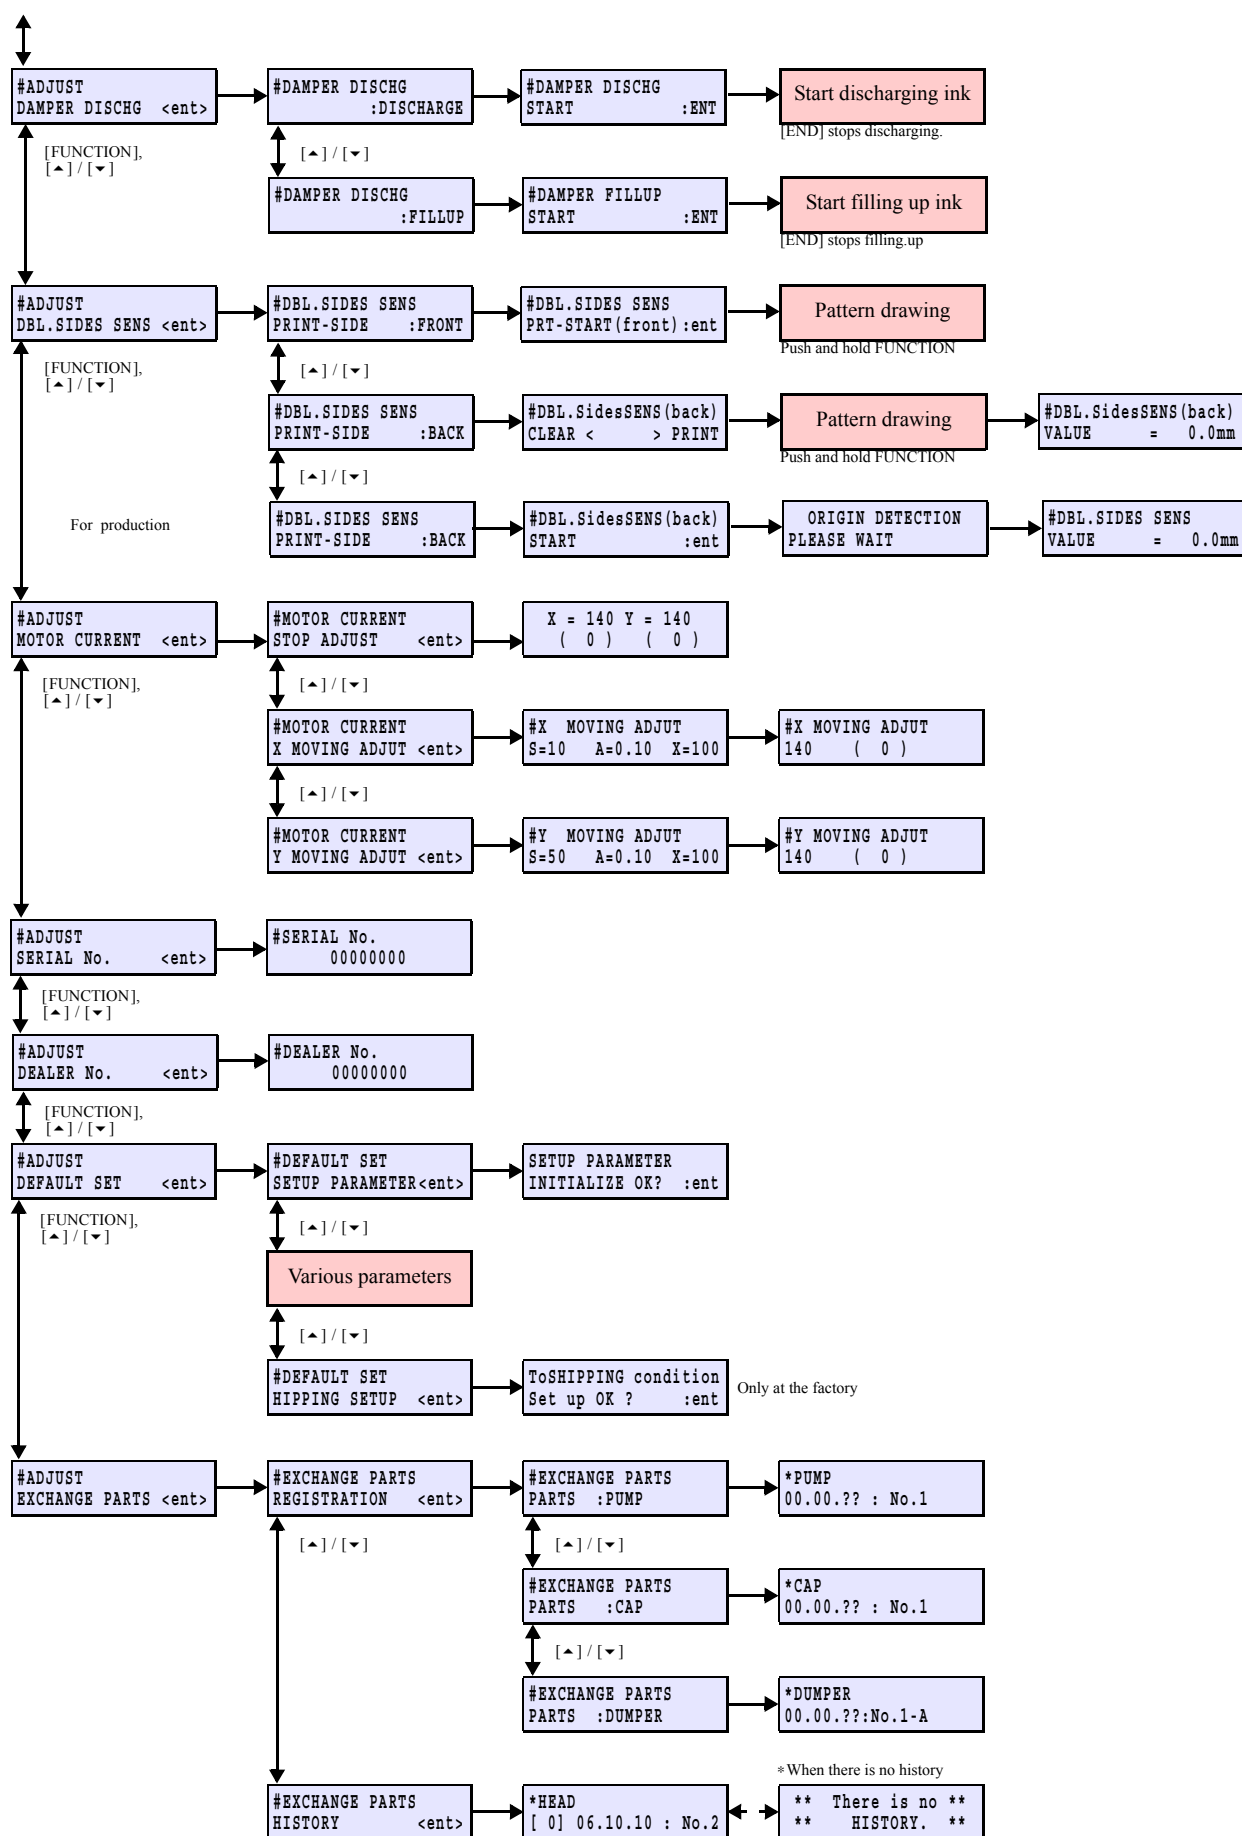 #ADJUST
DAMPER DISCHG <ent>
#DAMPER DISCHG
:DISCHARGE
#DAMPER DISCHG
START :ENT
Start discharging ink
[END] stops discharging.
[FUNCTION],
[▲] / [▼]
[▲] / [▼]
#DAMPER DISCHG
:FILLUP
#DAMPER FILLUP
START :ENT
Start filling up ink
[END] stops filling.up
#ADJUST
DBL.SIDES SENS <ent>
#DBL.SIDES SENS
PRINT-SIDE :FRONT
#DBL.SIDES SENS
PRT-START(front):ent
Pattern drawing
Push and hold FUNCTION
[FUNCTION],
[▲] / [▼]
[▲] / [▼]
#DBL.SIDES SENS
PRINT-SIDE :BACK
#DBL.SidesSENS(back)
CLEAR < > PRINT
Pattern drawing
Push and hold FUNCTION
#DBL.SidesSENS(back)
VALUE = 0.0mm
[▲] / [▼]
For production
#DBL.SIDES SENS
PRINT-SIDE :BACK
#DBL.SidesSENS(back)
START :ent
ORIGIN DETECTION
PLEASE WAIT
#DBL.SIDES SENS
VALUE = 0.0mm
#ADJUST
MOTOR CURRENT <ent>
#MOTOR CURRENT
STOP ADJUST <ent>
X = 140 Y = 140
( 0 ) ( 0 )
[FUNCTION],
[▲] / [▼]
[▲] / [▼]
#MOTOR CURRENT
X MOVING ADJUT <ent>
#X MOVING ADJUT
S=10 A=0.10 X=100
#X MOVING ADJUT
140 ( 0 )
[▲] / [▼]
#MOTOR CURRENT
Y MOVING ADJUT <ent>
#Y MOVING ADJUT
S=50 A=0.10 X=100
#Y MOVING ADJUT
140 ( 0 )
#ADJUST
SERIAL No. <ent>
#SERIAL No.
00000000
[FUNCTION],
[▲] / [▼]
#ADJUST
DEALER No. <ent>
#DEALER No.
00000000
[FUNCTION],
[▲] / [▼]
#ADJUST
DEFAULT SET <ent>
#DEFAULT SET
SETUP PARAMETER<ent>
SETUP PARAMETER
INITIALIZE OK? :ent
[FUNCTION],
[▲] / [▼]
[▲] / [▼]
Various parameters
[▲] / [▼]
#DEFAULT SET
HIPPING SETUP <ent>
ToSHIPPING condition
Set up OK ? :ent
Only at the factory
#ADJUST
EXCHANGE PARTS <ent>
#EXCHANGE PARTS
REGISTRATION <ent>
#EXCHANGE PARTS
PARTS :PUMP
*PUMP
00.00.?? : No.1
[▲] / [▼]
[▲] / [▼]
#EXCHANGE PARTS
PARTS :CAP
*CAP
00.00.?? : No.1
[▲] / [▼]
#EXCHANGE PARTS
PARTS :DUMPER
*DUMPER
00.00.??:No.1-A
*When there is no history
#EXCHANGE PARTS
HISTORY <ent>
*HEAD
[ 0] 06.10.10 : No.2
** There is no **
** HISTORY. **